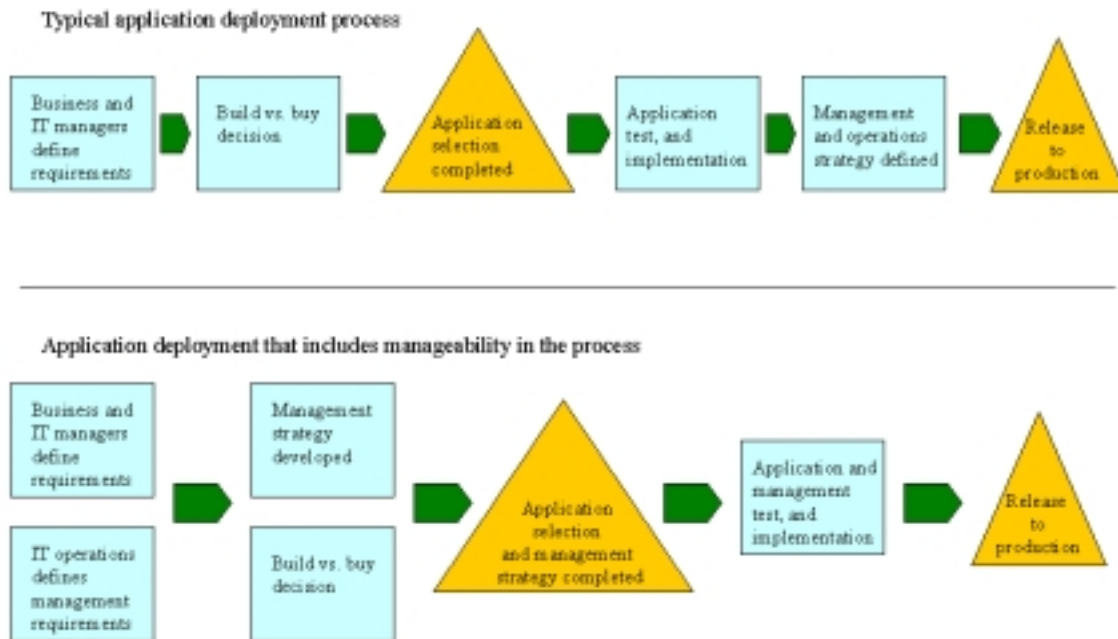 Typical application deployment process
Business and
IT managers
define
requirements
Build vs. buy
decision
Application
selection
completed
Application
test, and
implementation
Management
and operations
strategy defined
Release
to
production
Application deployment that includes manageability in the process
Business and
IT managers
define
requirements
IT operations
defines
management
requirements
Management
strategy
developed
Build vs. buy
decision
Application
selection
and management
strategy completed
Application and
management
test, and
implementation
Release
to
production